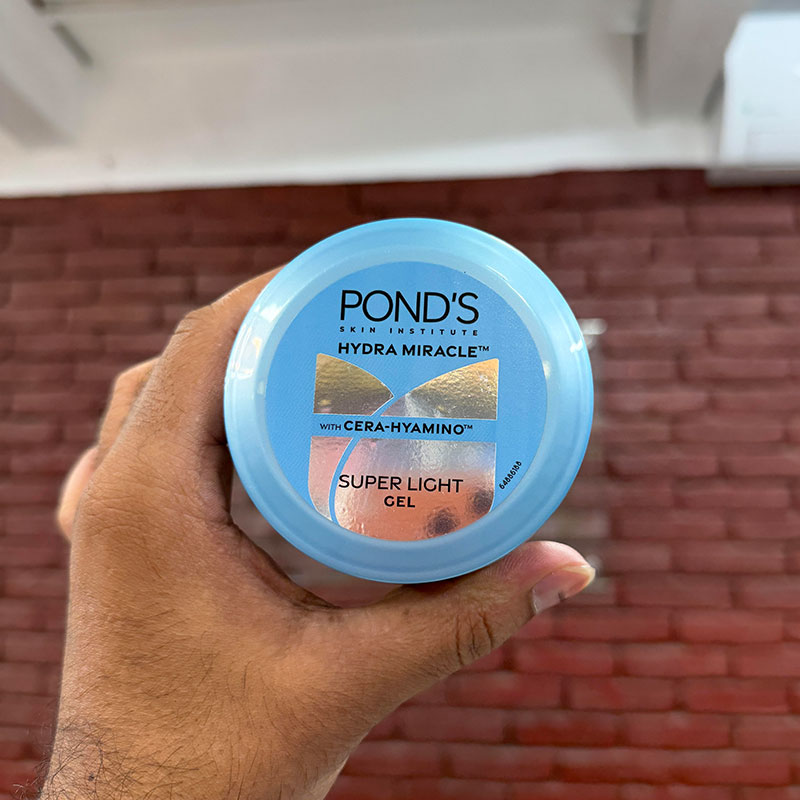 POND'S
SKIN INSTITUTE
HYDRA MIRACLE™
WITH CERA-HYAMINO™
SUPER LIGHT
GEL